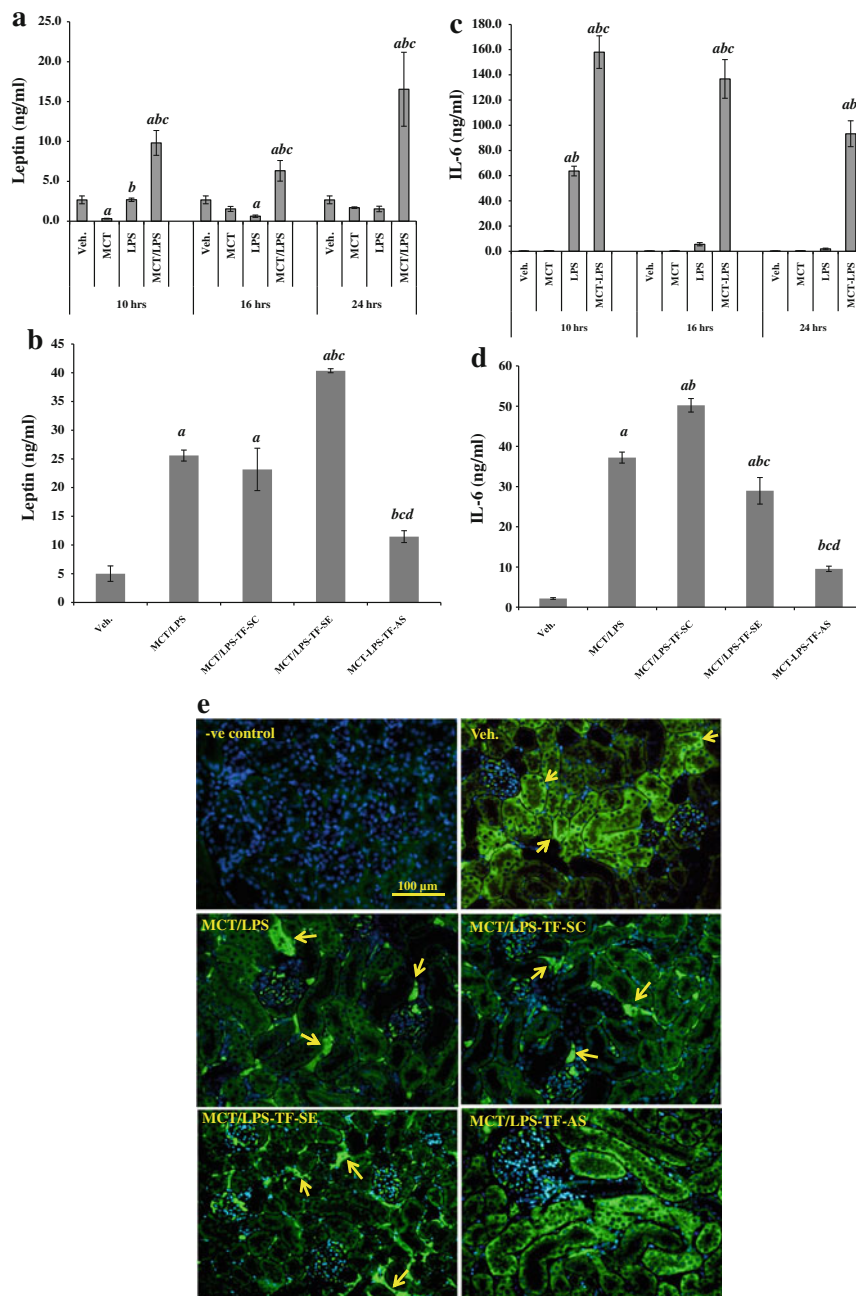 a
25.0
20.0
15.0
10.0
5.0
0.0
Leptin (ng/ml)
a
b
abc
a
abc
abc
Veh. MCT LPS MCT/LPS Veh. MCT LPS MCT/LPS Veh. MCT LPS MCT/LPS
10 hrs 16 hrs 24 hrs
c
180.0
160.0
140.0
120.0
100.0
80.0
60.0
40.0
20.0
0.0
IL-6 (ng/ml)
ab
abc
abc
ab
Veh. MCT LPS MCT-LPS Veh. MCT LPS MCT-LPS Veh. MCT LPS MCT-LPS
10 hrs 16 hrs 24 hrs
b
45
40
35
30
25
20
15
10
5
0
Leptin (ng/ml)
a
a
abc
bcd
Veh. MCT/LPS MCT/LPS-TF-SC MCT/LPS-TF-SE MCT-LPS-TF-AS
d
60
50
40
30
20
10
0
IL-6 (ng/ml)
a
ab
abc
bcd
Veh. MCT/LPS MCT/LPS-TF-SC MCT/LPS-TF-SE MCT-LPS-TF-AS
e
-ve control
100 µm
Veh.
MCT/LPS
MCT/LPS-TF-SC
MCT/LPS-TF-SE
MCT/LPS-TF-AS